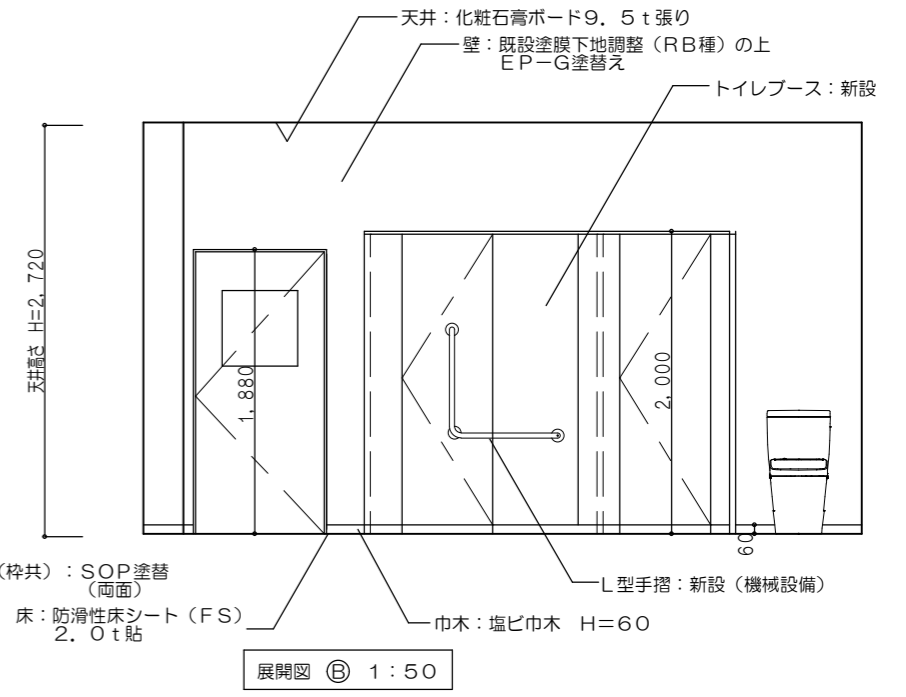 天井：化粧石膏ボード９．５ｔ張り
壁：既設塗膜下地調整（ＲＢ種）の上
ＥＰ－Ｇ塗替え
トイレブース：新設
天井高さ H=2,720
1,880
2,000
60
（枠共）：ＳＯＰ塗替
（両面）
床：防滑性床シート（ＦＳ）
２．０ｔ貼
Ｌ型手摺：新設（機械設備）
巾木：塩ビ巾木　Ｈ＝６０
展開図 Ⓑ １：５０